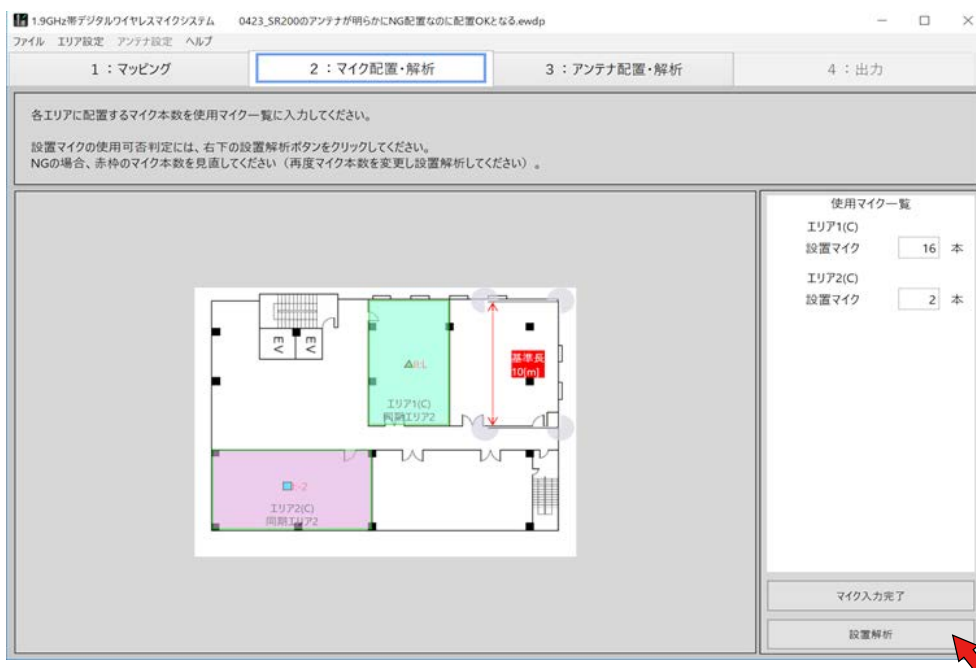 1.9GHz帯デジタルワイヤレスマイクシステム 0423_SR200のアンテナが明らかにNG配置なのに配置OKとなる.ewdp
ファイル エリア設定 アンテナ設定 ヘルプ
1：マッピング 2：マイク配置・解析 3：アンテナ配置・解析 4：出力
各エリアに配置するマイク本数を使用マイク一覧に入力してください。
設置マイクの使用可否判定には、右下の設置解析ボタンをクリックしてください。
NGの場合、赤枠のマイク本数を見直してください（再度マイク本数を変更し設置解析してください）。
使用マイク一覧
エリア1(C)
設置マイク 16 本
エリア2(C)
設置マイク 2 本
EV EV
基準長
10[m]
エリア1(C)
同期エリア2
エリア2(C)
同期エリア2
マイク入力完了
設置解析